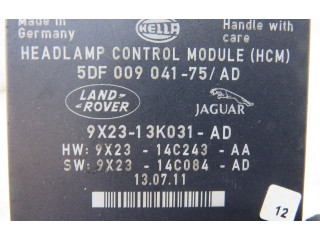 Made in
Germany
HELLA
Handle with
care
HEADLAMP CONTROL MODULE (HCM)
5DF 009 041-75/ AD
LAND-
ROVER
JAGUAR
9X23-13K031-AD
HW: 9X23 - 14C243 - AA
SW: 9X23 - 14C084 - AD
13.07.11
12